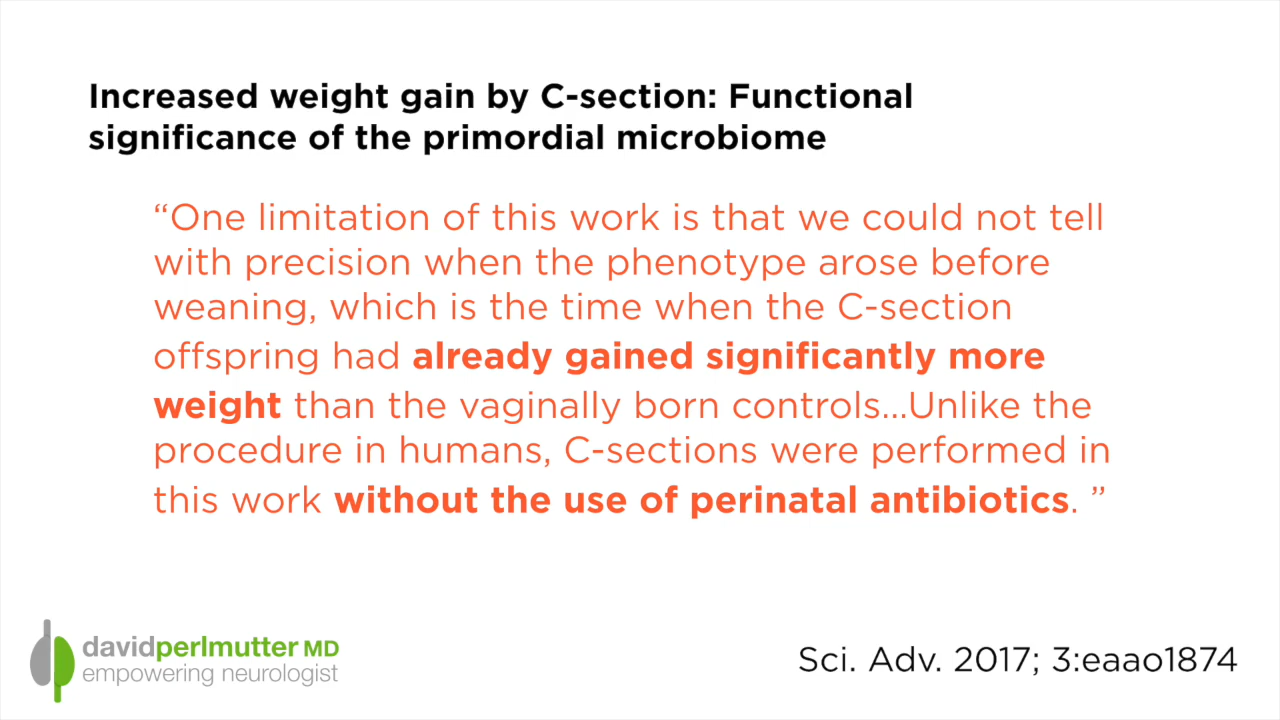 Increased weight gain by C-section: Functional
significance of the primordial microbiome
“One limitation of this work is that we could not tell
with precision when the phenotype arose before
weaning, which is the time when the C-section
offspring had already gained significantly more
weight than the vaginally born controls...Unlike the
procedure in humans, C-sections were performed in
this work without the use of perinatal antibiotics. ”
davidperlmutter MD
empowering neurologist
Sci. Adv. 2017; 3:eaao1874